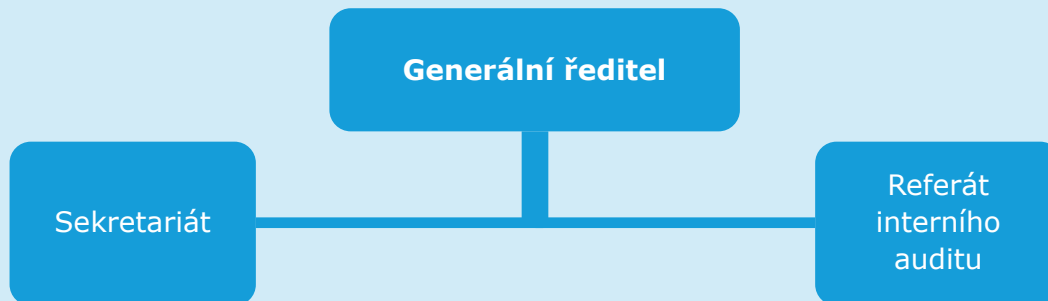 Generální ředitel
Sekretariát
Referát
interního
auditu